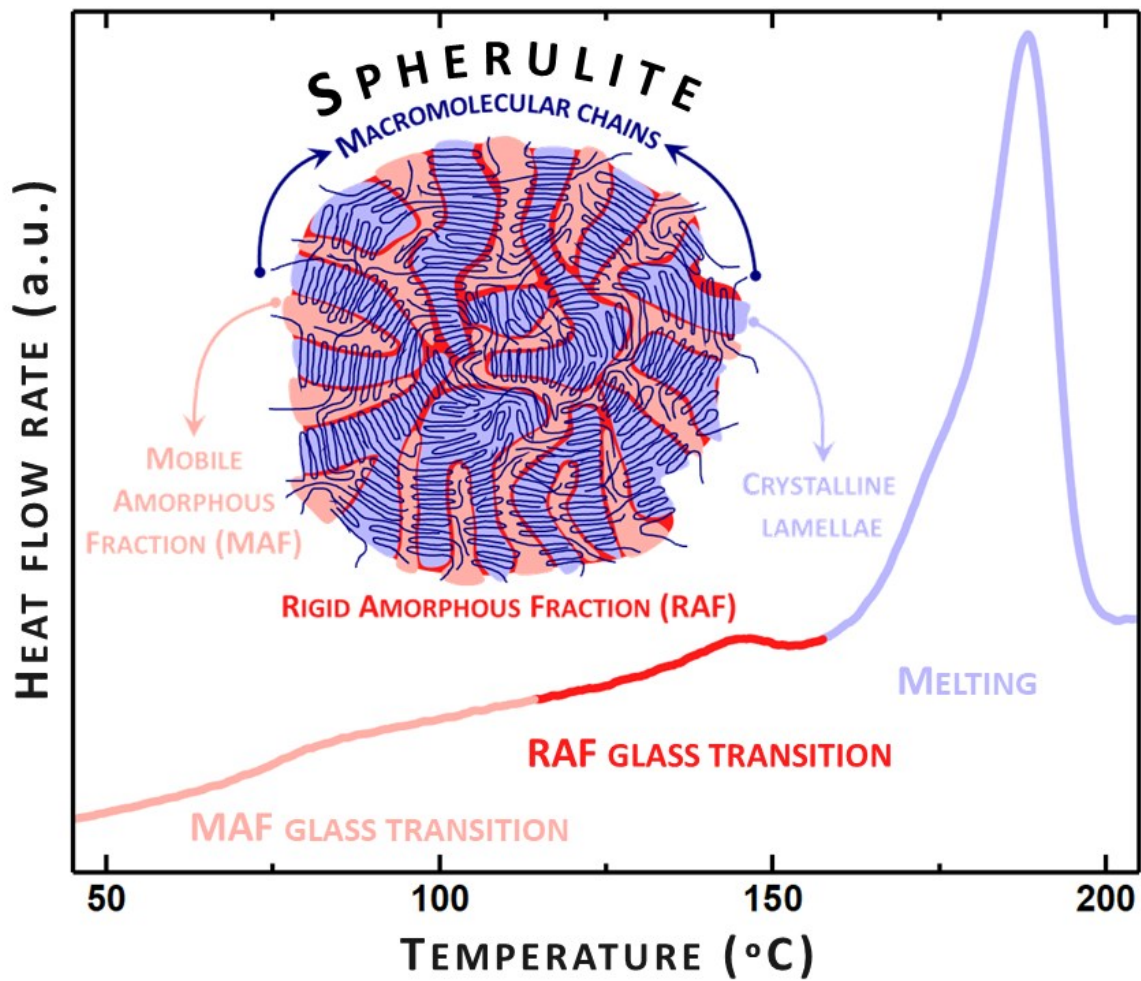 SPHERULITE
MACROMOLECULAR CHAINS
MOBILE
AMORPHOUS
FRACTION (MAF)
CRYSTALLINE
LAMELLAE
RIGID AMORPHOUS FRACTION (RAF)
MELTING
RAF GLASS TRANSITION
MAF GLASS TRANSITION
HEAT FLOW RATE (a.u.)
50 100 150 200
TEMPERATURE (°C)